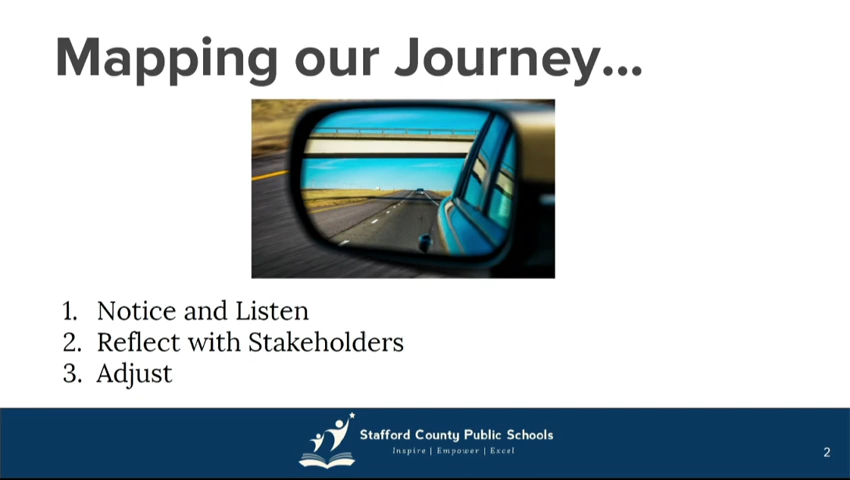 Mapping our Journey...
1. Notice and Listen
2. Reflect with Stakeholders
3. Adjust
Stafford County Public Schools
Inspire | Empower | Excel
2